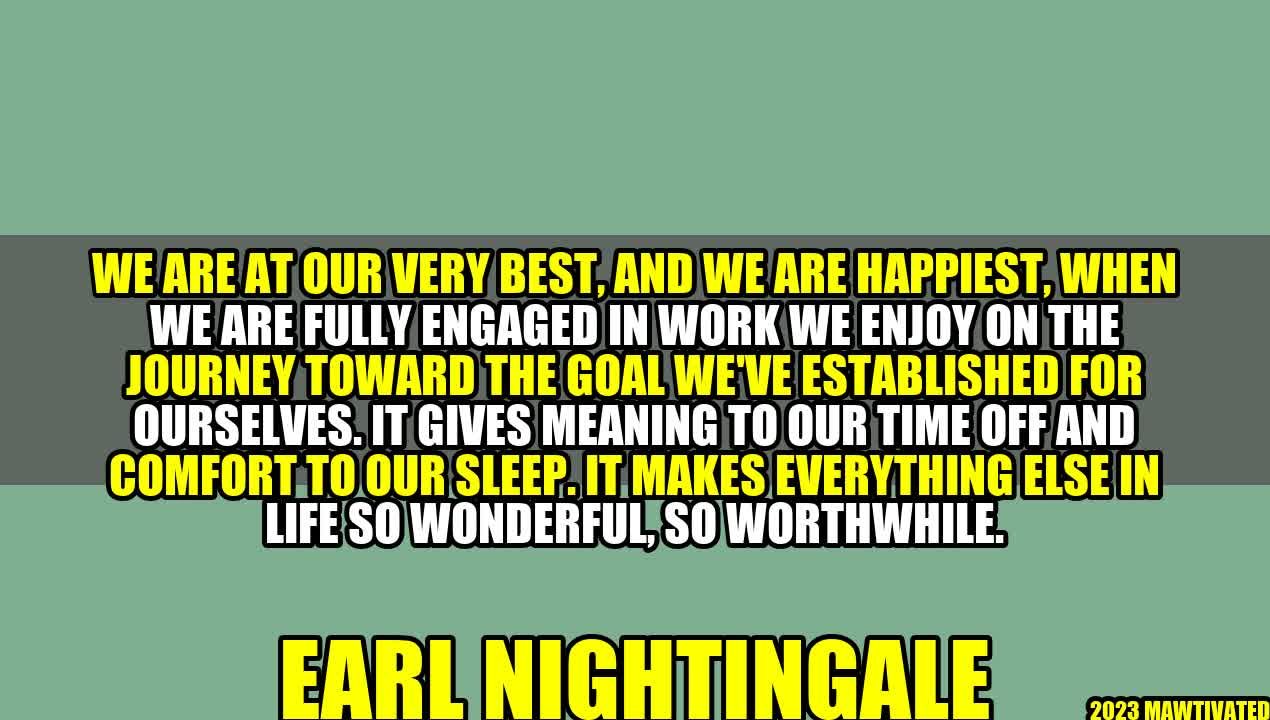 WE ARE AT OUR VERY BEST, AND WE ARE HAPPIEST, WHEN
WE ARE FULLY ENGAGED IN WORK WE ENJOY ON THE
JOURNEY TOWARD THE GOAL WE'VE ESTABLISHED FOR
OURSELVES. IT GIVES MEANING TO OUR TIME OFF AND
COMFORT TO OUR SLEEP. IT MAKES EVERYTHING ELSE IN
LIFE SO WONDERFUL, SO WORTHWHILE.
EARL NIGHTINGALE
2023 MAWTIVATED